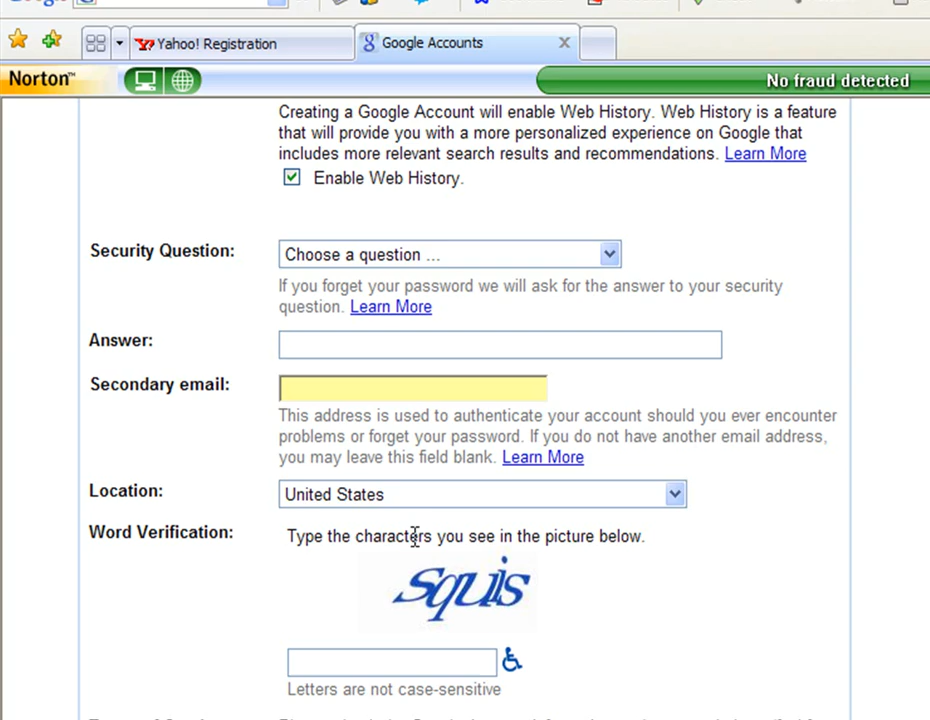 Yahoo! Registration
Google Accounts
Norton™
No fraud detected
Creating a Google Account will enable Web History. Web History is a feature
that will provide you with a more personalized experience on Google that
includes more relevant search results and recommendations. Learn More
Enable Web History.
Security Question:
Choose a question ...
If you forget your password we will ask for the answer to your security
question. Learn More
Answer:
Secondary email:
This address is used to authenticate your account should you ever encounter
problems or forget your password. If you do not have another email address,
you may leave this field blank. Learn More
Location:
United States
Word Verification:
Type the characters you see in the picture below.
squis
Letters are not case-sensitive